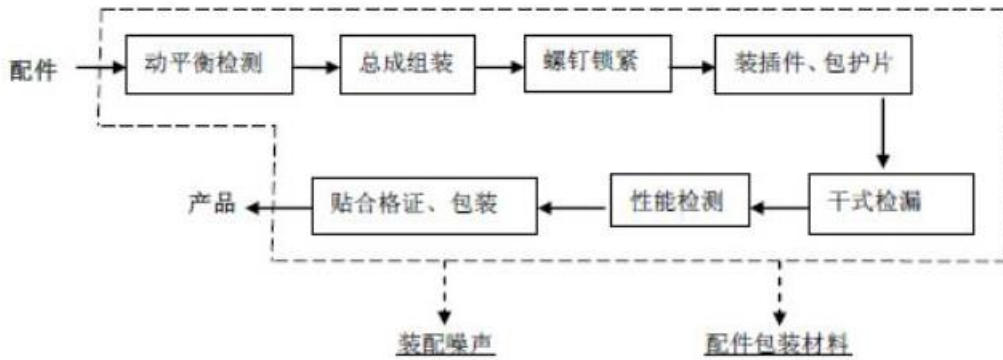 配件
动平衡检测
总成组装
螺钉锁紧
装插件、包护片
产品
贴合格证、包装
性能检测
干式检漏
装配噪声
配件包装材料